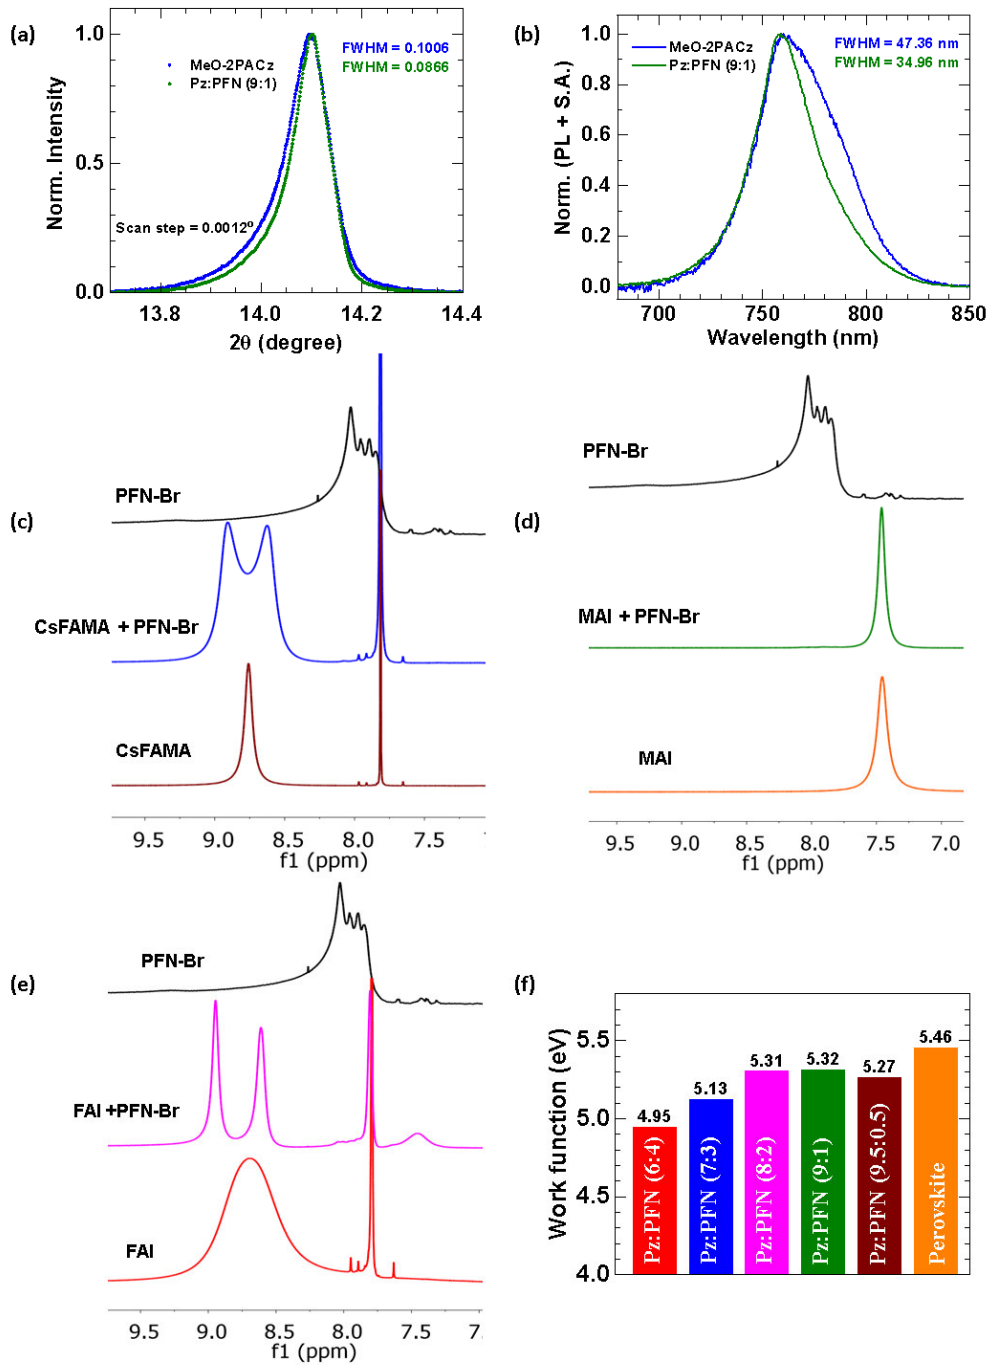 (a)
1.0
0.5
0.0
Norm. Intensity
MeO-2PACz
Pz:PFN (9:1)
FWHM = 0.1006
FWHM = 0.0866
Scan step = 0.0012°
13.8
14.0
14.2
14.4
2θ (degree)
(b)
1.0
0.8
0.6
0.4
0.2
0.0
Norm. (PL + S.A.)
MeO-2PACz
Pz:PFN (9:1)
FWHM = 47.36 nm
FWHM = 34.96 nm
700
750
800
850
Wavelength (nm)
(c)
PFN-Br
CsFAMA + PFN-Br
CsFAMA
9.5
9.0
8.5
8.0
7.5
f1 (ppm)
(d)
PFN-Br
MAI + PFN-Br
MAI
9.5
9.0
8.5
8.0
7.5
7.0
f1 (ppm)
(e)
PFN-Br
FAI +PFN-Br
FAI
9.5
9.0
8.5
8.0
7.5
7.
f1 (ppm)
(f)
Work function (eV)
5.5
5.0
4.5
4.0
4.95
5.13
5.31
5.32
5.27
5.46
Pz:PFN (6:4)
Pz:PFN (7:3)
Pz:PFN (8:2)
Pz:PFN (9:1)
Pz:PFN (9.5:0.5)
Perovskite